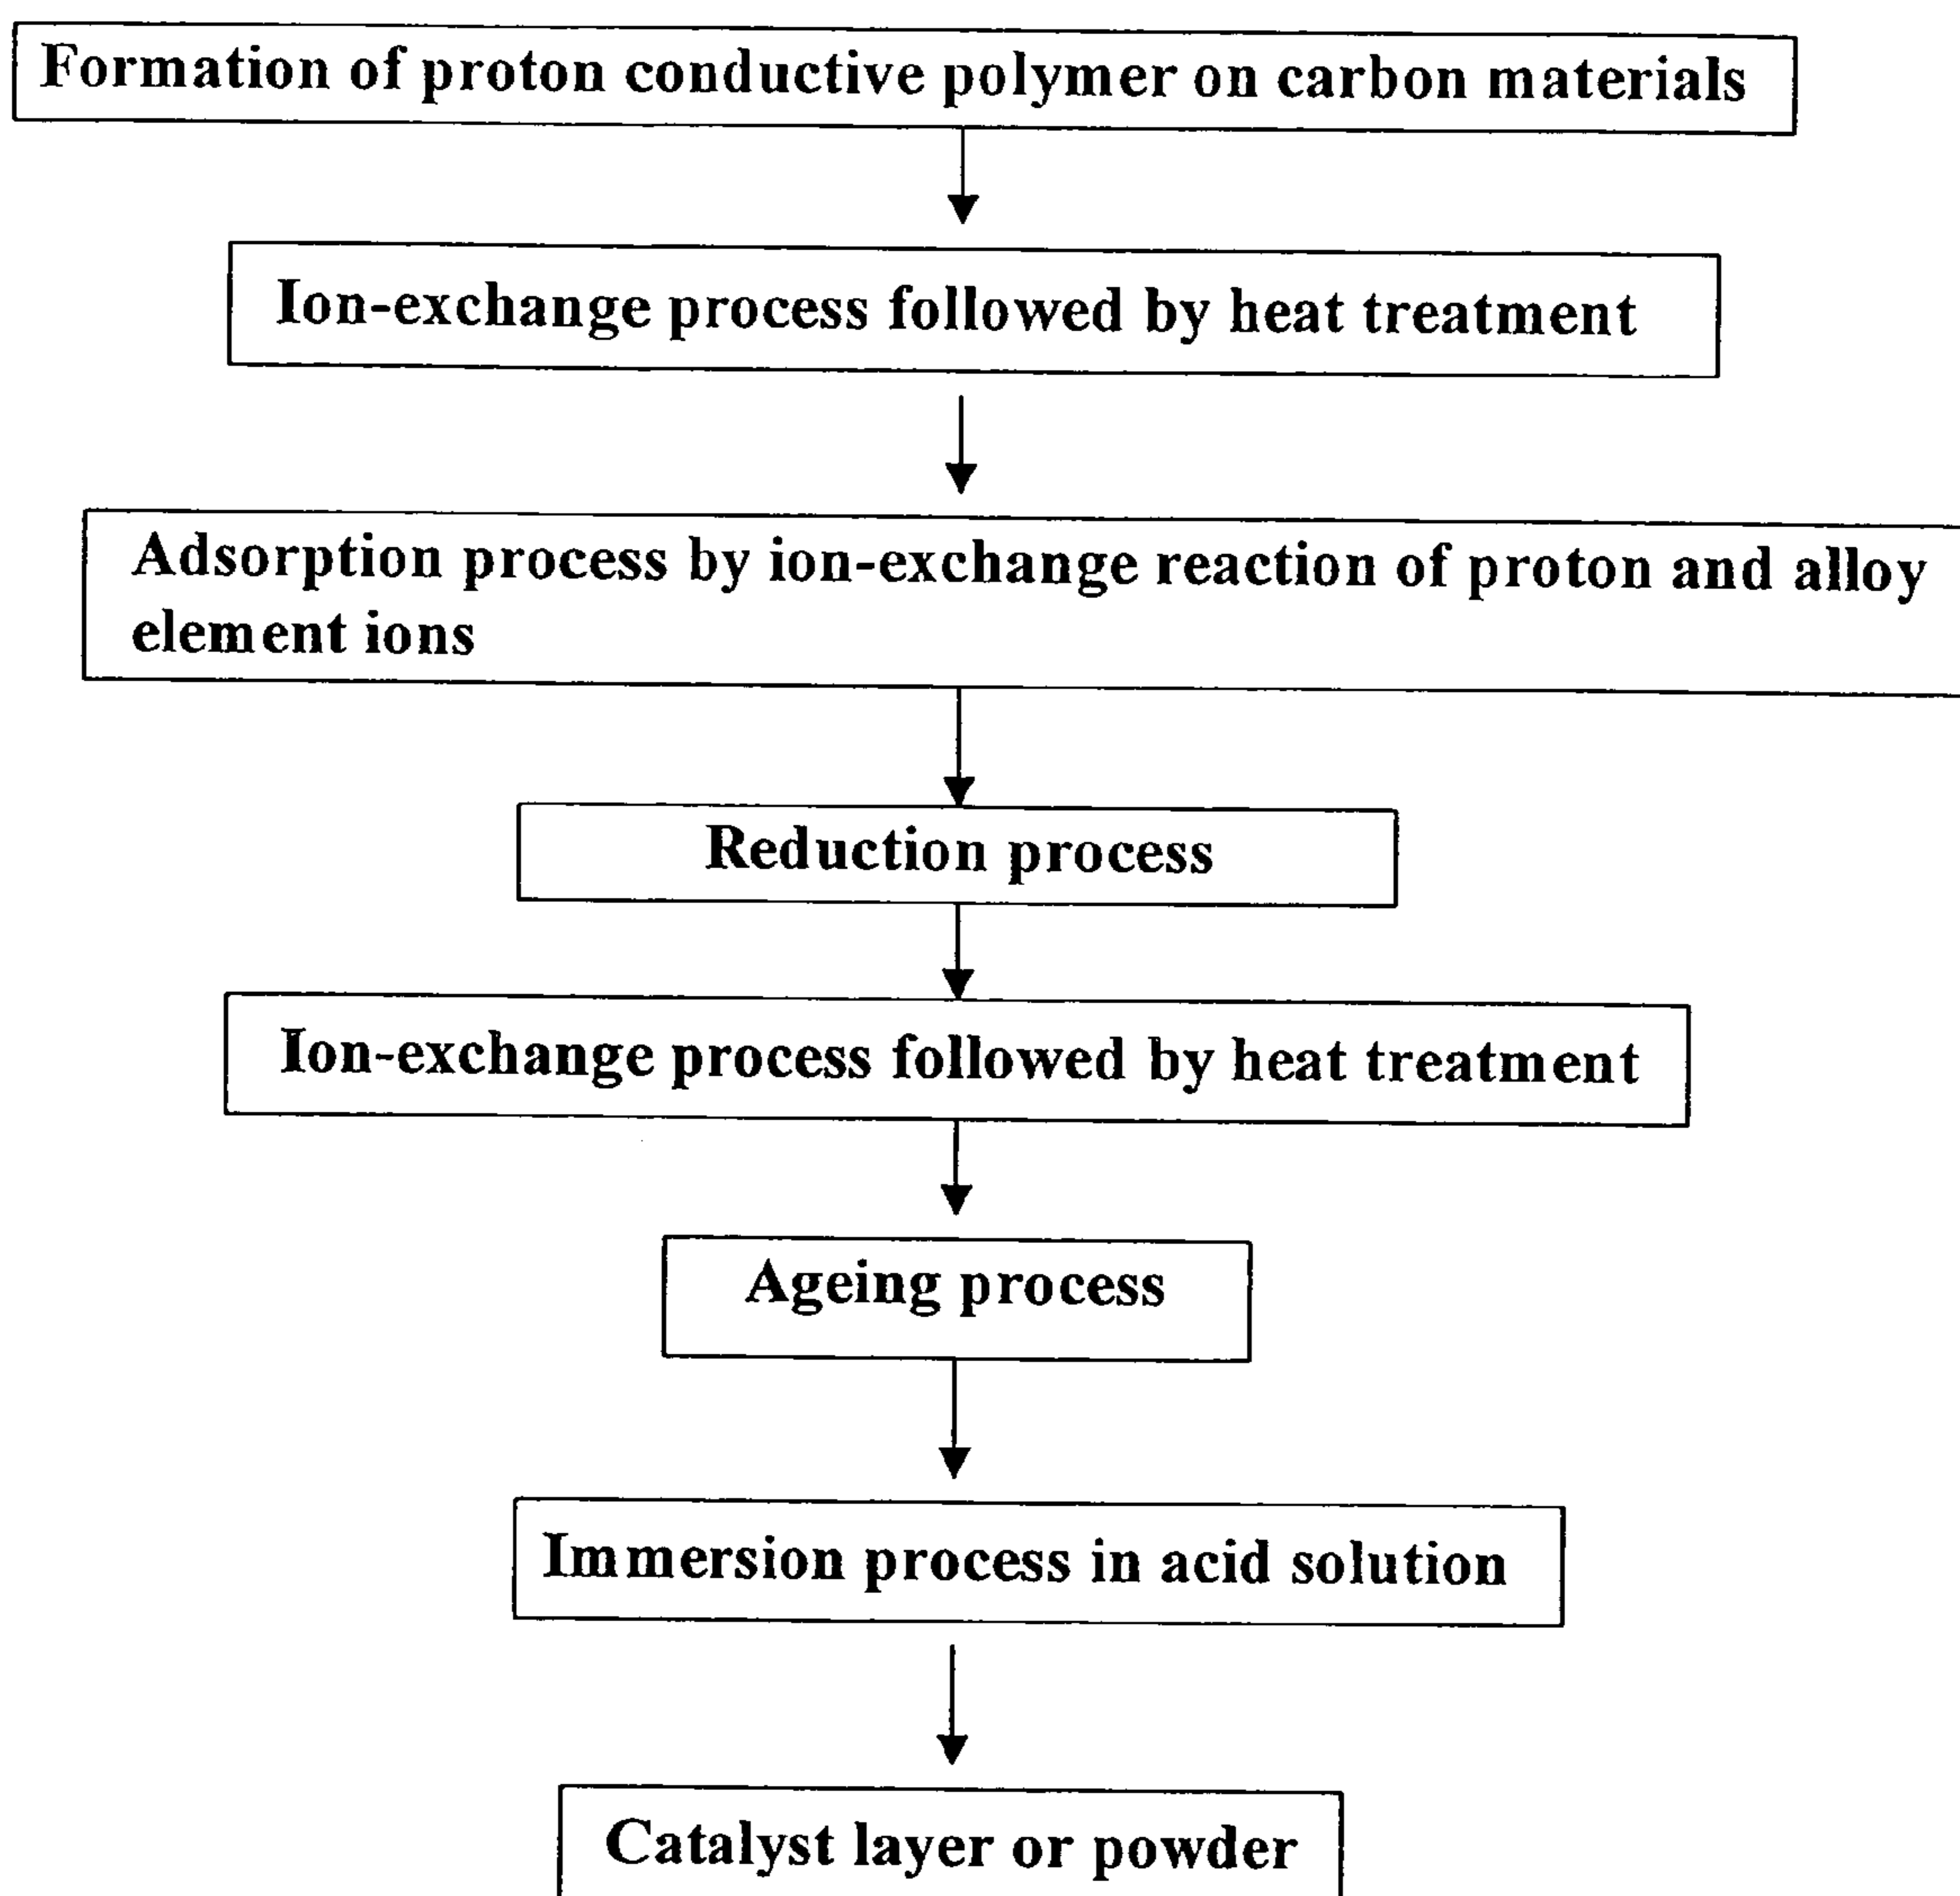 Formation of proton conductive polymer on carbon materials
Ion-exchange process followed by heat treatment
Adsorption process by ion-exchange reaction of proton and alloy
element ions
Reduction process
Ion-exchange process followed by heat treatment
Ageing process
Immersion process in acid solution
Catalyst layer or powder